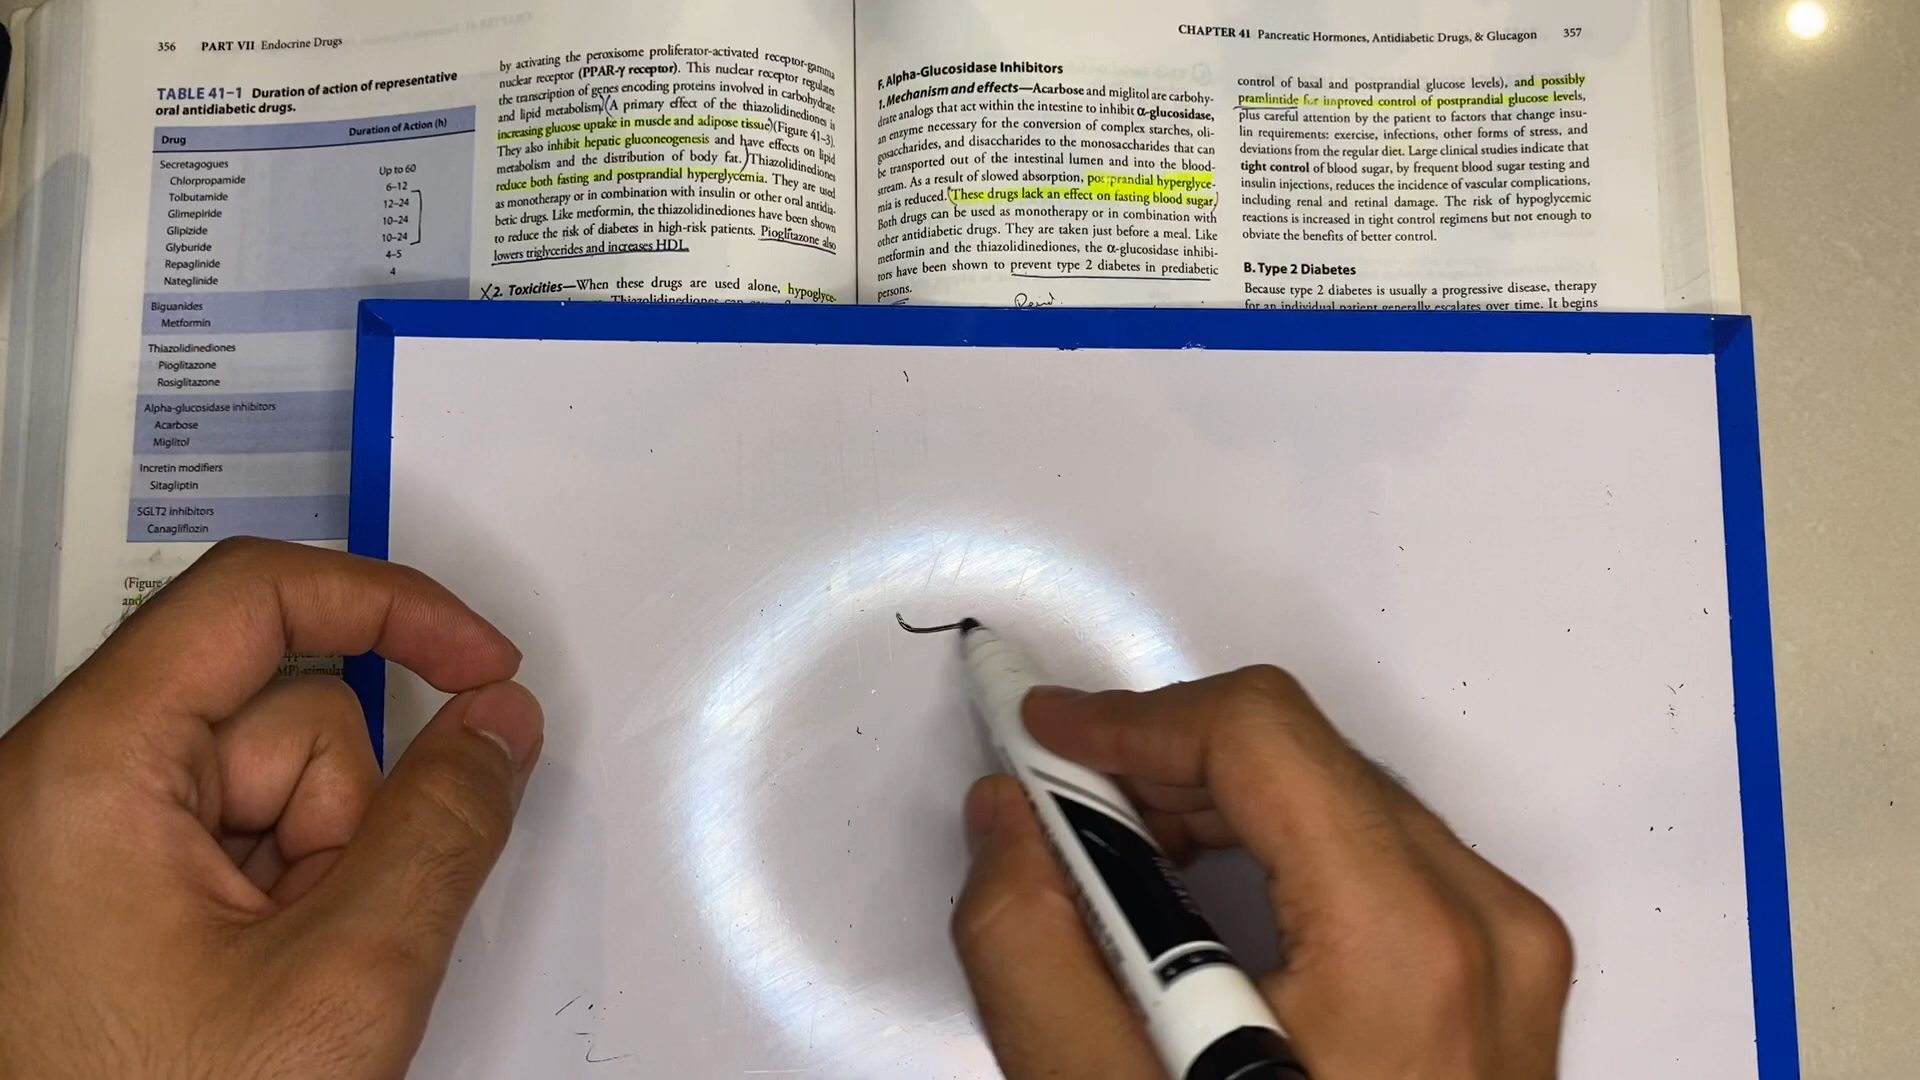 356 PART VII Endocrine Drugs
TABLE 41–1 Duration of action of representative
oral antidiabetic drugs.
Drug Duration of Action (h)
Secretagogues
Chlorpropamide Up to 60
Tolbutamide 6–12
Glimepiride 12–24
Glipizide 10–24
Glyburide 10–24
Repaglinide 4–5
Nateglinide 4
Biguanides
Metformin
Thiazolidinediones
Pioglitazone
Rosiglitazone
Alpha-glucosidase inhibitors
Acarbose
Miglitol
Incretin modifiers
Sitagliptin
SGLT2 inhibitors
Canagliflozin
(Figure
and
by activating the peroxisome proliferator-activated receptor-gamma
nuclear receptor (PPAR-γ receptor). This nuclear receptor regulates
the transcription of genes encoding proteins involved in carbohydrate
and lipid metabolism. (A primary effect of the thiazolidinediones is
increasing glucose uptake in muscle and adipose tissue) (Figure 41–3).
They also inhibit hepatic gluconeogenesis and have effects on lipid
metabolism and the distribution of body fat. Thiazolidinediones
reduce both fasting and postprandial hyperglycemia. They are used
as monotherapy or in combination with insulin or other oral antidia-
betic drugs. Like metformin, the thiazolidinediones have been shown
to reduce the risk of diabetes in high-risk patients. Pioglitazone also
lowers triglycerides and increases HDL
2. Toxicities—When these drugs are used alone, hypoglyce-
Thiazolidinediones can
CHAPTER 41 Pancreatic Hormones, Antidiabetic Drugs, & Glucagon 357
F. Alpha-Glucosidase Inhibitors
1. Mechanism and effects—Acarbose and miglitol are carbohy-
drate analogs that act within the intestine to inhibit α-glucosidase,
an enzyme necessary for the conversion of complex starches, oli-
gosaccharides, and disaccharides to the monosaccharides that can
be transported out of the intestinal lumen and into the blood-
stream. As a result of slowed absorption, postprandial hyperglyce-
mia is reduced. (These drugs lack an effect on fasting blood sugar.)
Both drugs can be used as monotherapy or in combination with
other antidiabetic drugs. They are taken just before a meal. Like
metformin and the thiazolidinediones, the α-glucosidase inhibi-
tors have been shown to prevent type 2 diabetes in prediabetic
persons.
control of basal and postprandial glucose levels), and possibly
pramlintide for improved control of postprandial glucose levels,
plus careful attention by the patient to factors that change insu-
lin requirements: exercise, infections, other forms of stress, and
deviations from the regular diet. Large clinical studies indicate that
tight control of blood sugar, by frequent blood sugar testing and
insulin injections, reduces the incidence of vascular complications,
including renal and retinal damage. The risk of hypoglycemic
reactions is increased in tight control regimens but not enough to
obviate the benefits of better control.
B. Type 2 Diabetes
Because type 2 diabetes is usually a progressive disease, therapy
for an individual patient generally escalates over time. It begins